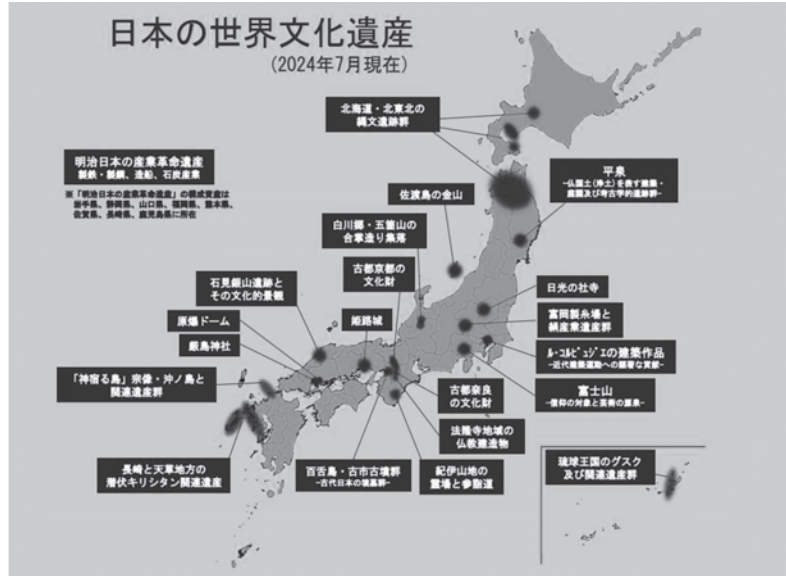 日本の世界文化遺産
(2024年7月現在)
北海道・北東北の
縄文遺跡群
明治日本の産業革命遺産
製鉄・製鋼、造船、石炭産業
※「明治日本の産業革命遺産」の構成資産は
岩手県、静岡県、山口県、福岡県、熊本県、
佐賀県、長崎県、鹿児島県に所在
平泉
-仏国土(浄土)を表す建築・
庭園及び考古学的遺跡群-
佐渡島の金山
白川郷・五箇山の
合掌造り集落
古都京都の
文化財
石見銀山遺跡と
その文化的景観
日光の社寺
原爆ドーム
姫路城
富岡製糸場と
絹産業遺産群
厳島神社
ル・コルビュジエの建築作品
-近代建築運動への顕著な貢献-
「神宿る島」宗像・沖ノ島と
関連遺産群
古都奈良
の文化財
富士山
-信仰の対象と芸術の源泉-
法隆寺地域の
仏教建造物
長崎と天草地方の
潜伏キリシタン関連遺産
百舌鳥・古市古墳群
-古代日本の墳墓群-
紀伊山地の
霊場と参詣道
琉球王国のグスク
及び関連遺産群